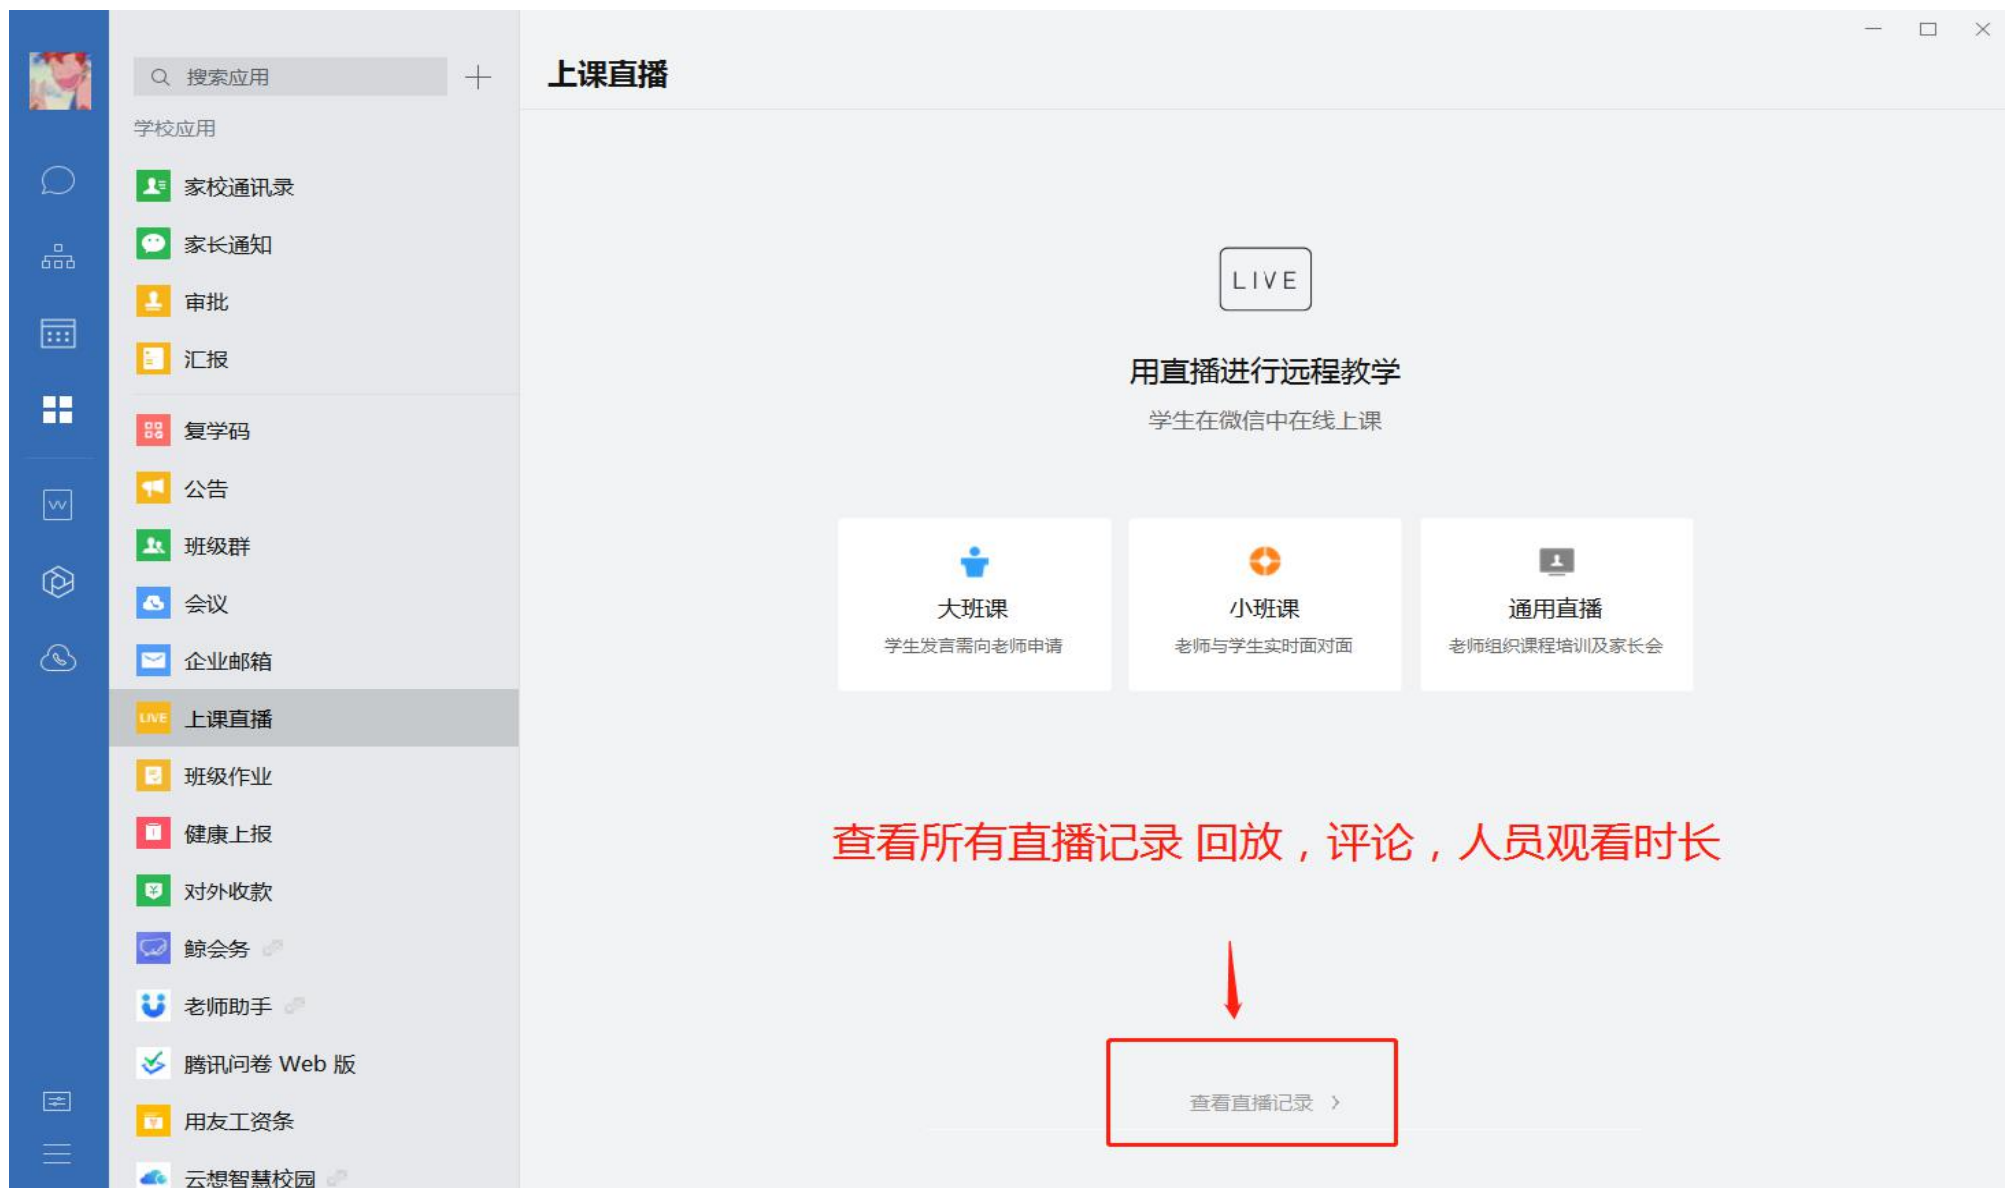 搜索应用
学校应用
家校通讯录
家长通知
审批
汇报
复学码
公告
班级群
会议
企业邮箱
LIVE 上课直播
班级作业
健康上报
对外收款
鲸会务
老师助手
腾讯问卷 Web 版
用友工资条
云想智慧校园
上课直播
LIVE
用直播进行远程教学
学生在微信中在线上课
大班课
学生发言需向老师申请
小班课
老师与学生实时面对面
通用直播
老师组织课程培训及家长会
查看所有直播记录 回放，评论，人员观看时长
查看直播记录 >